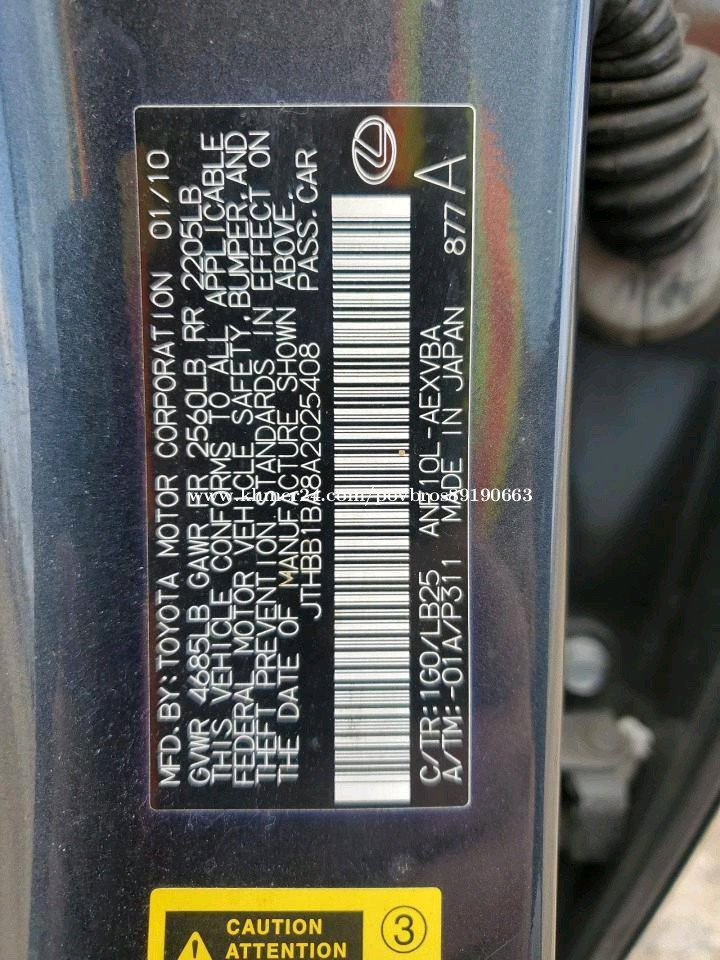 MFD. BY: TOYOTA MOTOR CORPORATION 01/10
GVWR 4685LB GAWR FR 2560LB RR 2205LB
THIS VEHICLE CONFORMS TO ALL APPLICABLE
FEDERAL MOTOR VEHICLE SAFETY, BUMPER, AND
THEFT PREVENTION STANDARDS IN EFFECT ON
THE DATE OF MANUFACTURE SHOWN ABOVE.
PASS. CAR
C/TR: 1G0/LB25 ANF10L-AEXVBA
A/TM: -01A/P311 MADE IN JAPAN 877A
CAUTION
ATTENTION
3
www.khmer24.com/povbros89190663